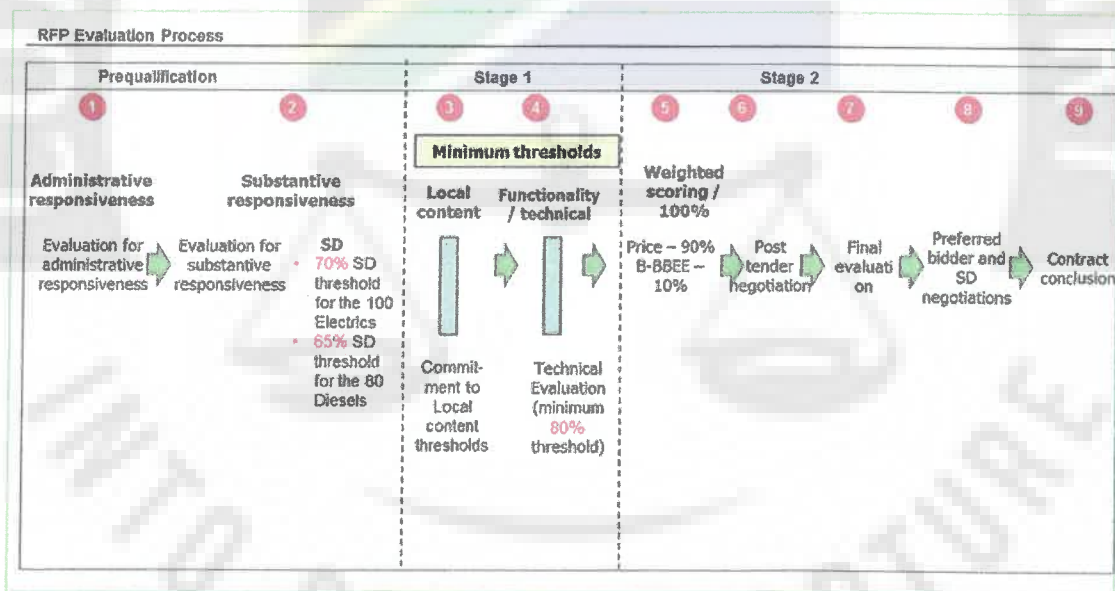 RFP Evaluation Process
Prequalification
Stage 1
Stage 2
1
2
3
4
5
6
7
8
9
Minimum thresholds
Administrative
responsiveness
Substantive
responsiveness
Local
content
Functionality
/ technical
Weighted
scoring /
100%
Evaluation for
administrative
responsiveness
Evaluation for
substantive
responsiveness
SD
• 70% SD
threshold
for the 100
Electrics
• 65% SD
threshold
for the 80
Diesels
Commit-
ment to
Local
content
thresholds
Technical
Evaluation
(minimum
80%
threshold)
Price – 90%
B-BBEE –
10%
Post
tender
negotiation
Final
evaluati
on
Preferred
bidder and
SD
negotiations
Contract
conclusion
INTO